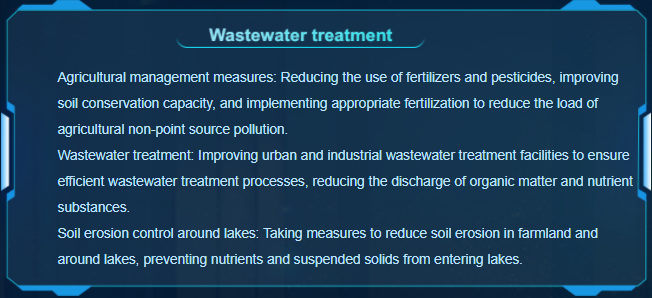 Wastewater treatment
Agricultural management measures: Reducing the use of fertilizers and pesticides, improving
soil conservation capacity, and implementing appropriate fertilization to reduce the load of
agricultural non-point source pollution.
Wastewater treatment: Improving urban and industrial wastewater treatment facilities to ensure
efficient wastewater treatment processes, reducing the discharge of organic matter and nutrient
substances.
Soil erosion control around lakes: Taking measures to reduce soil erosion in farmland and
around lakes, preventing nutrients and suspended solids from entering lakes.